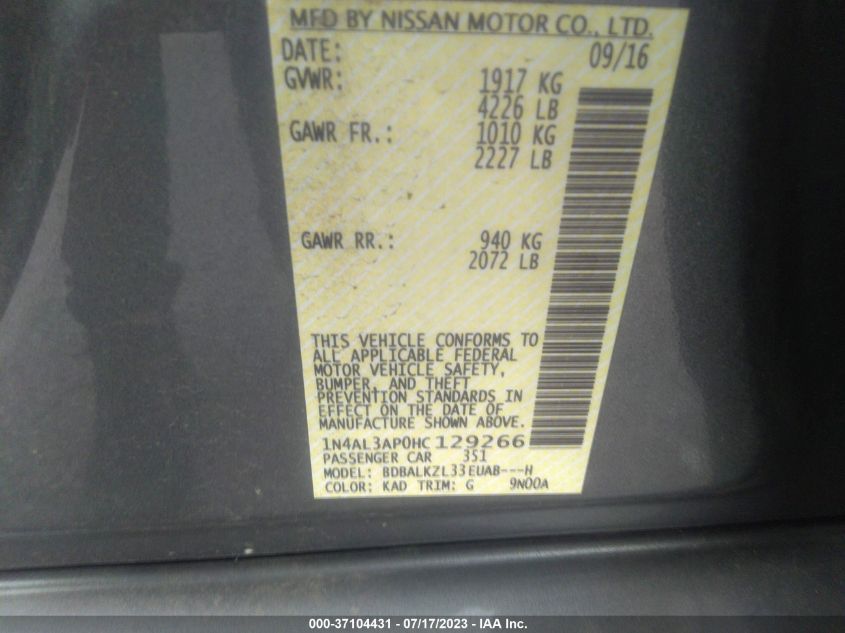 MFD BY NISSAN MOTOR CO., LTD.
DATE: 09/16
GVWR: 1917 KG
4226 LB
GAWR FR.: 1010 KG
2227 LB
GAWR RR.: 940 KG
2072 LB
THIS VEHICLE CONFORMS TO
ALL APPLICABLE FEDERAL
MOTOR VEHICLE SAFETY,
BUMPER, AND THEFT
PREVENTION STANDARDS IN
EFFECT ON THE DATE OF
MANUFACTURE SHOWN ABOVE.
1N4AL3AP0HC129266
PASSENGER CAR 3S1
MODEL: BDBALKZL33EUAB---H
COLOR: KAD TRIM: G 9N00A
000-37104431 - 07/17/2023 - IAA Inc.